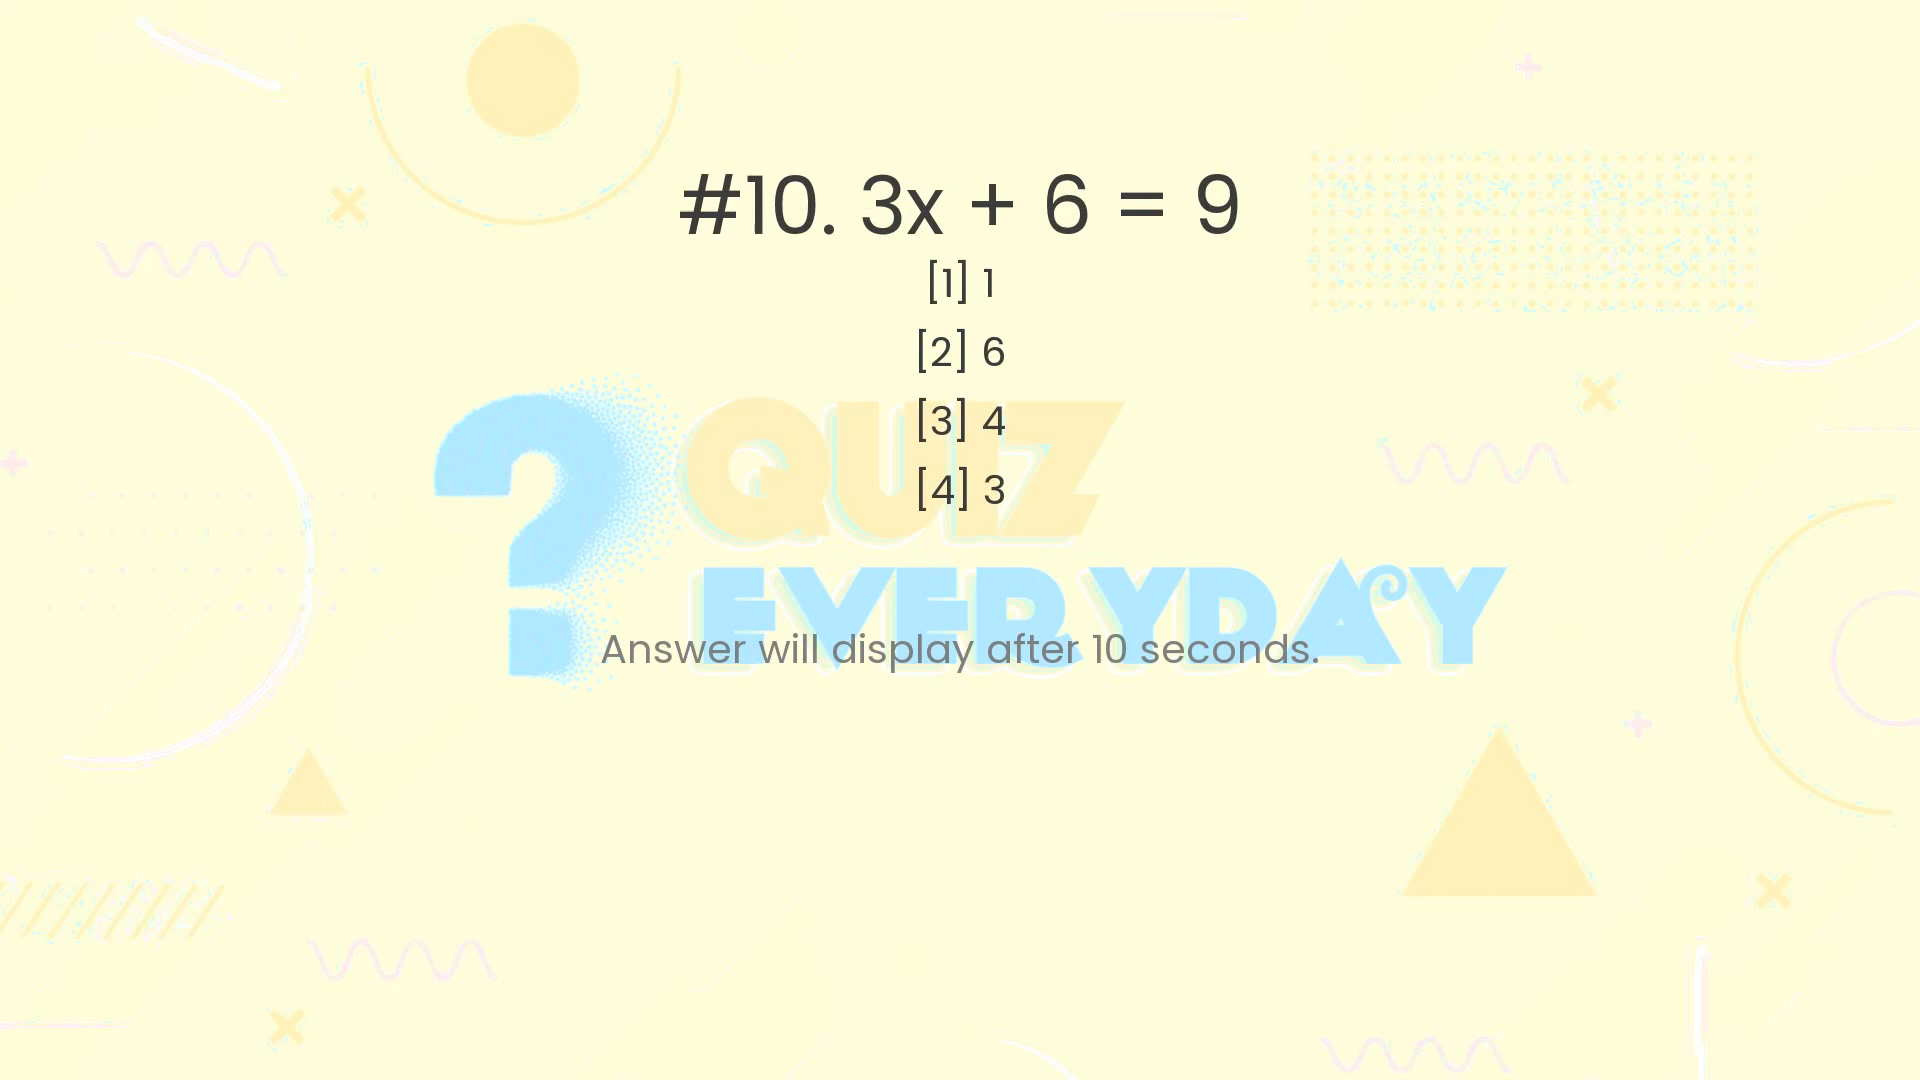 #10. 3x + 6 = 9
[1] 1
[2] 6
[3] 4
[4] 3
QUIZ
EVERYDAY
Answer will display after 10 seconds.